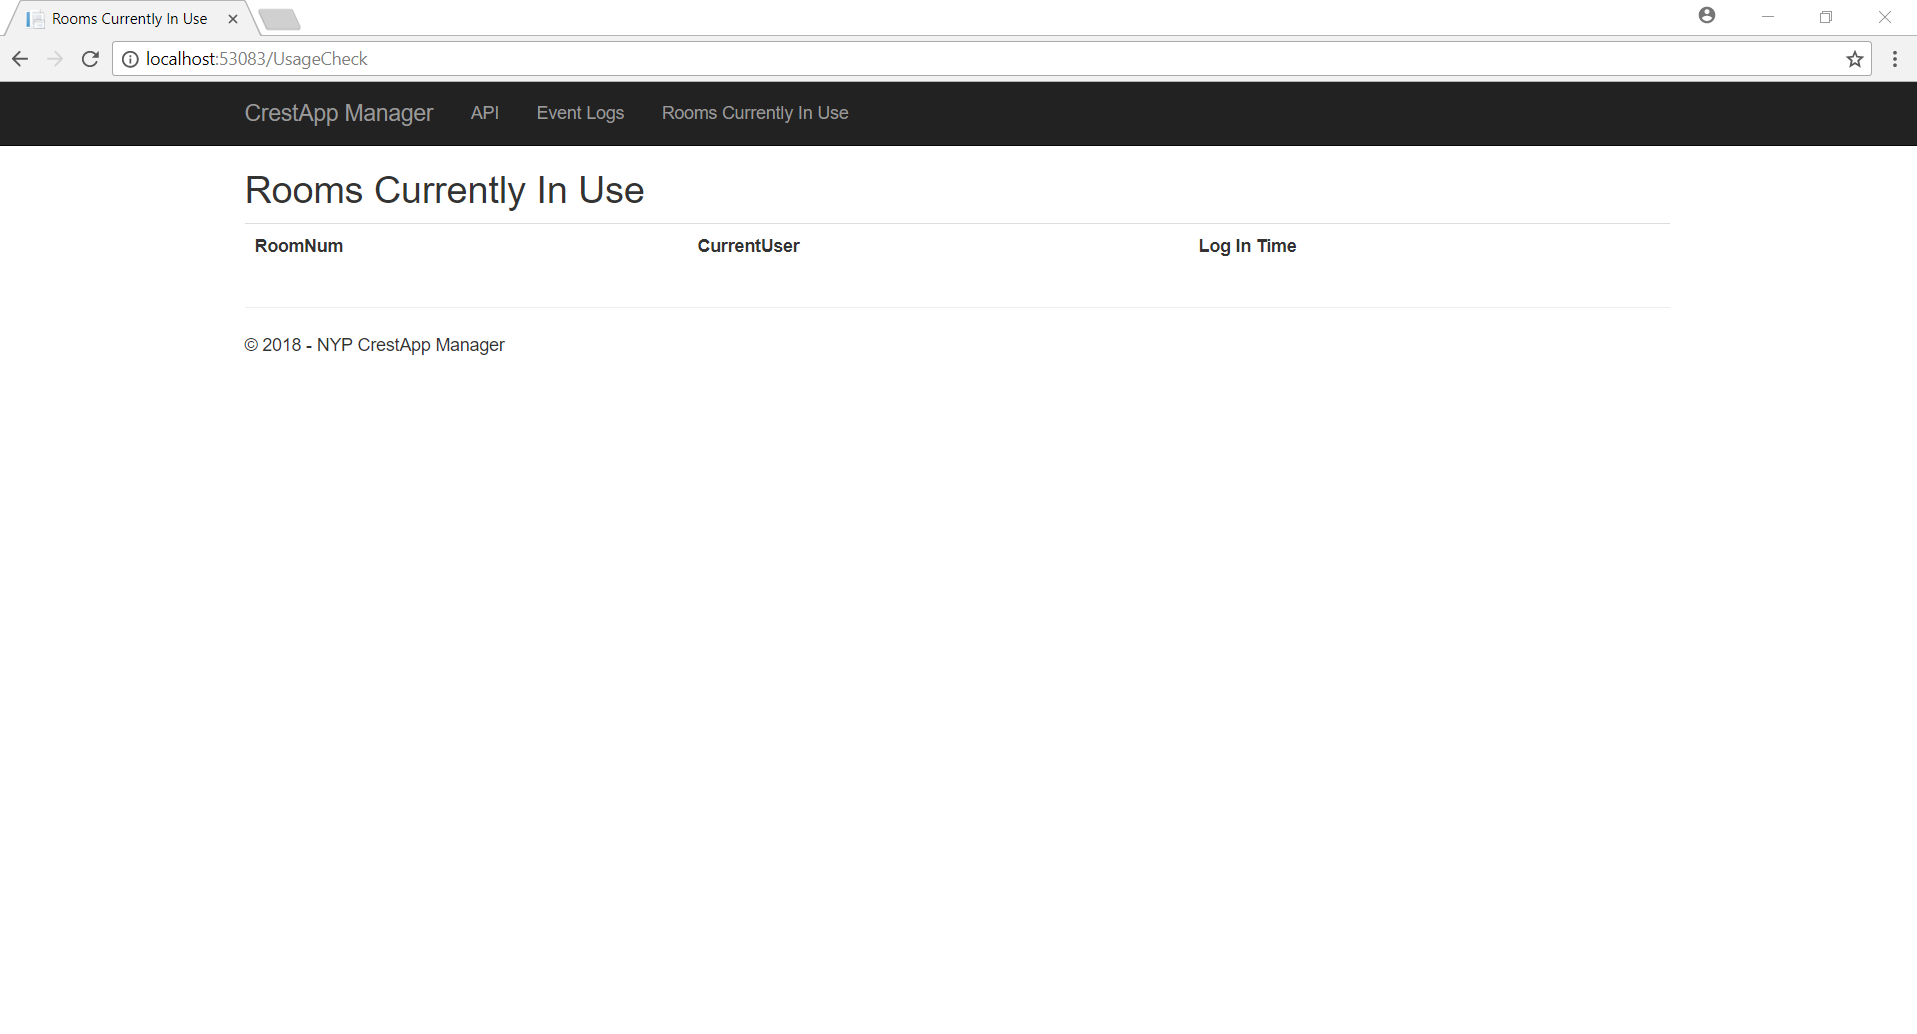 Rooms Currently In Use
localhost:53083/UsageCheck
CrestApp Manager API Event Logs Rooms Currently In Use
Rooms Currently In Use
RoomNum CurrentUser Log In Time
© 2018 - NYP CrestApp Manager